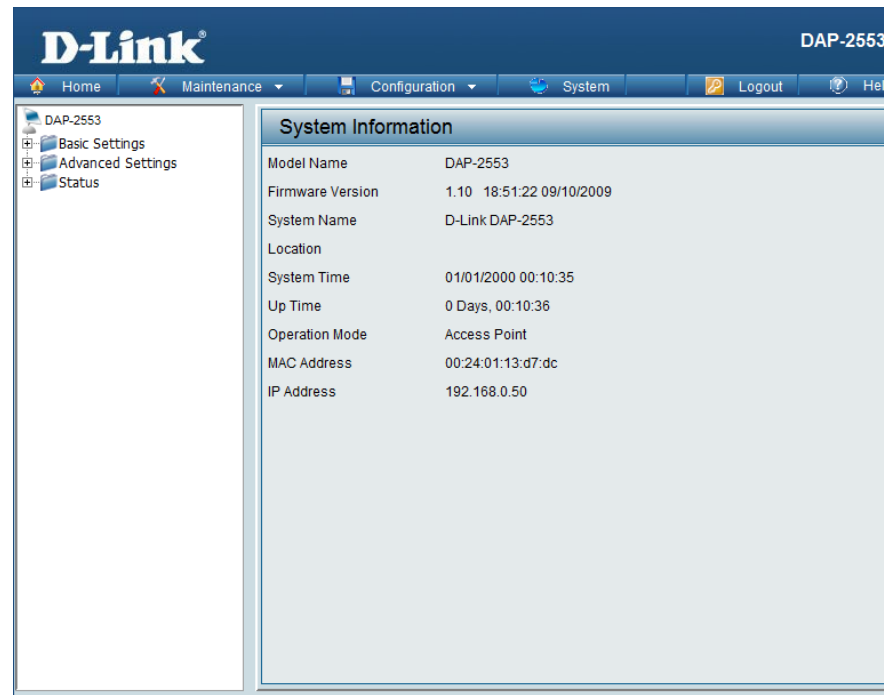 D-Link®
DAP-2553
Home Maintenance Configuration System Logout Hel
DAP-2553
Basic Settings
Advanced Settings
Status
System Information
Model Name DAP-2553
Firmware Version 1.10 18:51:22 09/10/2009
System Name D-Link DAP-2553
Location
System Time 01/01/2000 00:10:35
Up Time 0 Days, 00:10:36
Operation Mode Access Point
MAC Address 00:24:01:13:d7:dc
IP Address 192.168.0.50